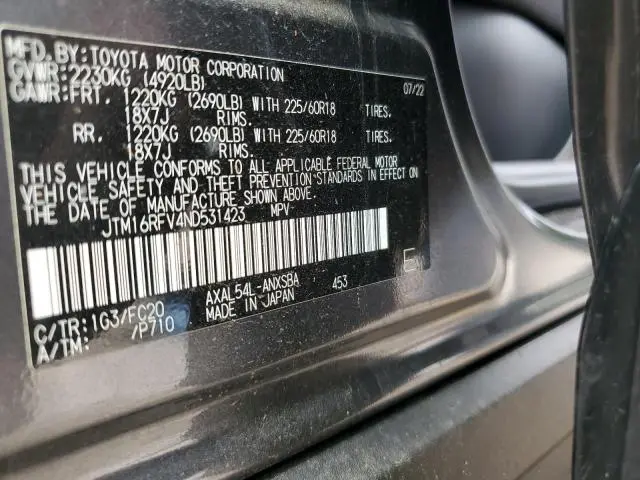 MFD. BY: TOYOTA MOTOR CORPORATION
GVWR: 2230KG (4920LB) 07/22
GAWR: FRT. 1220KG (2690LB) WITH 225/60R18 TIRES.
18X7J RIMS.
RR. 1220KG (2690LB) WITH 225/60R18 TIRES.
18X7J RIMS.
THIS VEHICLE CONFORMS TO ALL APPLICABLE FEDERAL MOTOR
VEHICLE SAFETY AND THEFT PREVENTION STANDARDS IN EFFECT ON
THE DATE OF MANUFACTURE SHOWN ABOVE.
JTM16RFV4ND531423 MPV
E
C/TR: 1G3/FC20 AXAL54L-ANXSBA 453
A/TM: /P710 MADE IN JAPAN